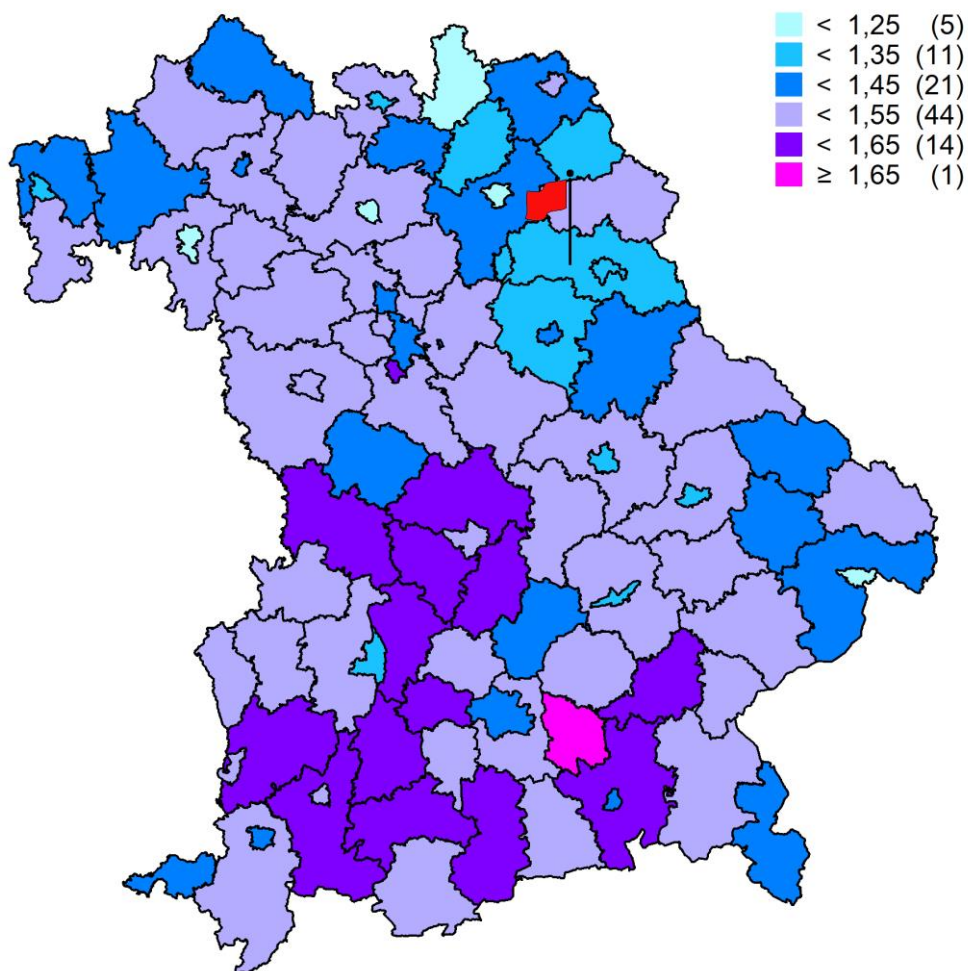 < 1,25 (5)
< 1,35 (11)
< 1,45 (21)
< 1,55 (44)
< 1,65 (14)
≥ 1,65 (1)